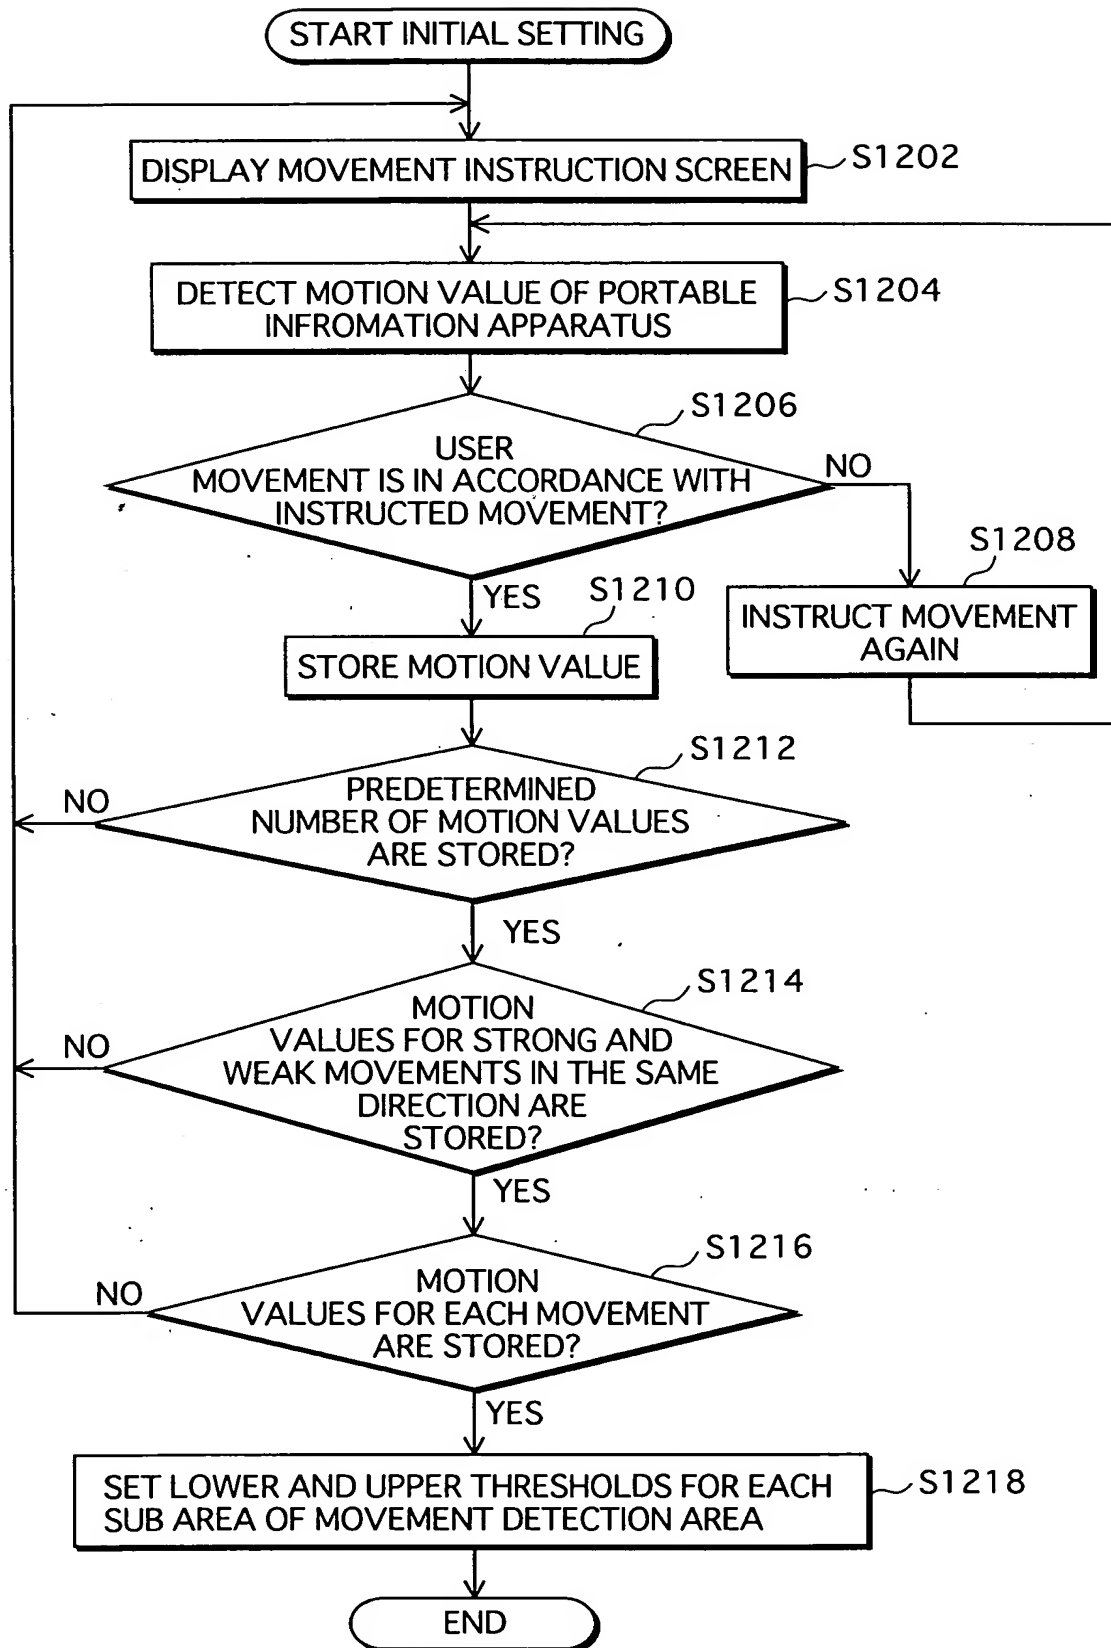 START INITIAL SETTING
DISPLAY MOVEMENT INSTRUCTION SCREEN
S1202
DETECT MOTION VALUE OF PORTABLE
INFROMATION APPARATUS
S1204
S1206
USER
MOVEMENT IS IN ACCORDANCE WITH
INSTRUCTED MOVEMENT?
NO
S1208
INSTRUCT MOVEMENT
AGAIN
YES
S1210
STORE MOTION VALUE
S1212
PREDETERMINED
NUMBER OF MOTION VALUES
ARE STORED?
NO
YES
S1214
MOTION
VALUES FOR STRONG AND
WEAK MOVEMENTS IN THE SAME
DIRECTION ARE
STORED?
NO
YES
S1216
MOTION
VALUES FOR EACH MOVEMENT
ARE STORED?
NO
YES
SET LOWER AND UPPER THRESHOLDS FOR EACH
SUB AREA OF MOVEMENT DETECTION AREA
S1218
END